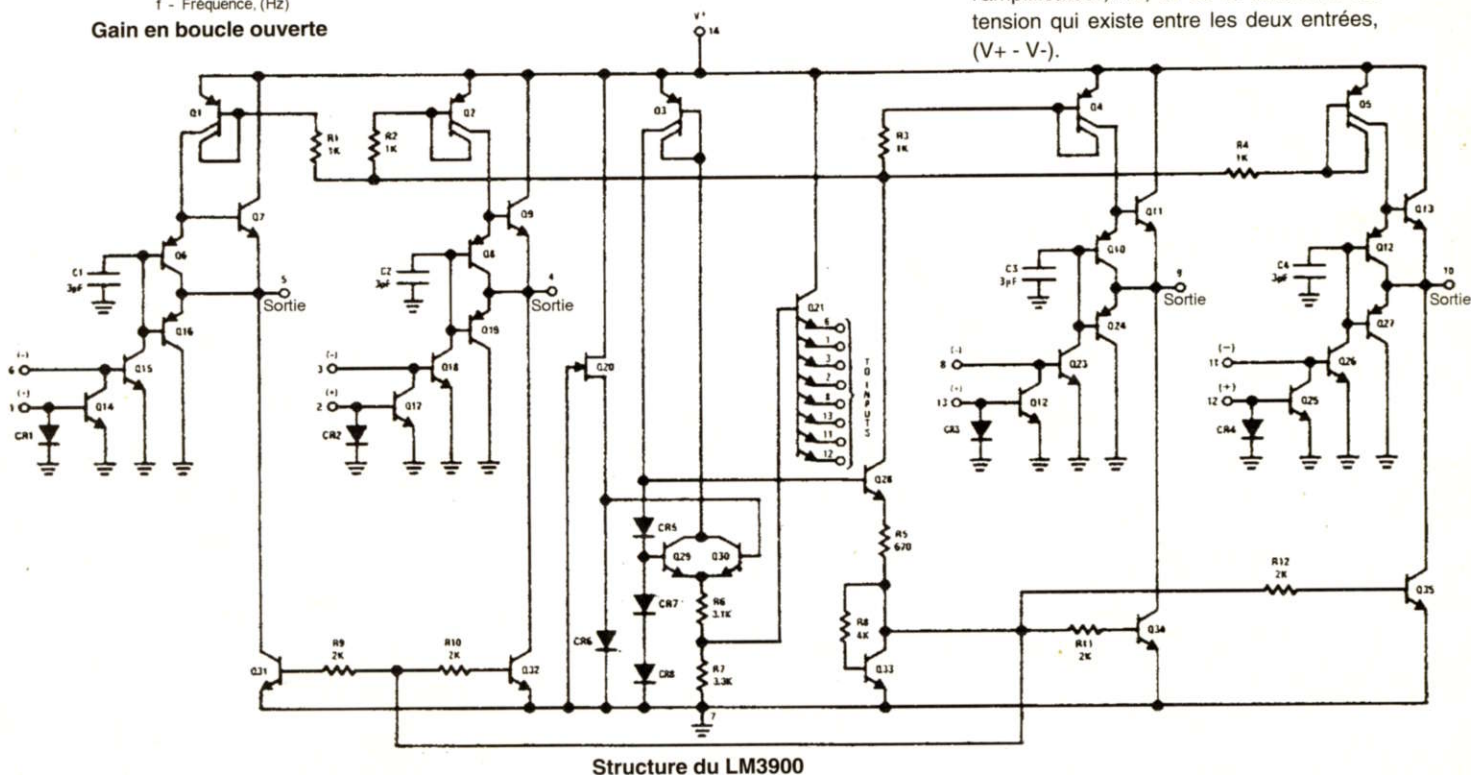 f - Fréquence, (Hz)
Gain en boucle ouverte
tension qui existe entre les deux entrées,
(V+ - V-).
V+
14
Q1
Q2
Q3
Q4
Q5
R1
1K
R2
1K
R3
1K
R4
1K
Q7
Q9
Q11
Q13
Q6
Q8
Q10
Q12
C1
3pF
C2
3pF
C3
3pF
C4
3pF
5
Sortie
4
Sortie
9
Sortie
10
Sortie
Q16
Q19
Q24
Q27
Q21
6
1
3
2
8
13
11
12
TO INPUTS
(-)
6
Q15
(-)
3
Q18
Q20
(-)
8
Q23
(-)
11
Q26
1
Q14
(+)
2
Q17
(+)
13
Q12
(+)
12
Q25
CR1
CR2
CR3
CR4
Q28
CR5
Q29
Q30
R5
670
R6
3.1K
CR7
CR6
R8
4K
R12
2K
Q35
R9
2K
R10
2K
Q31
Q32
CR8
R7
3.3K
Q33
R11
2K
Q34
7
Structure du LM3900